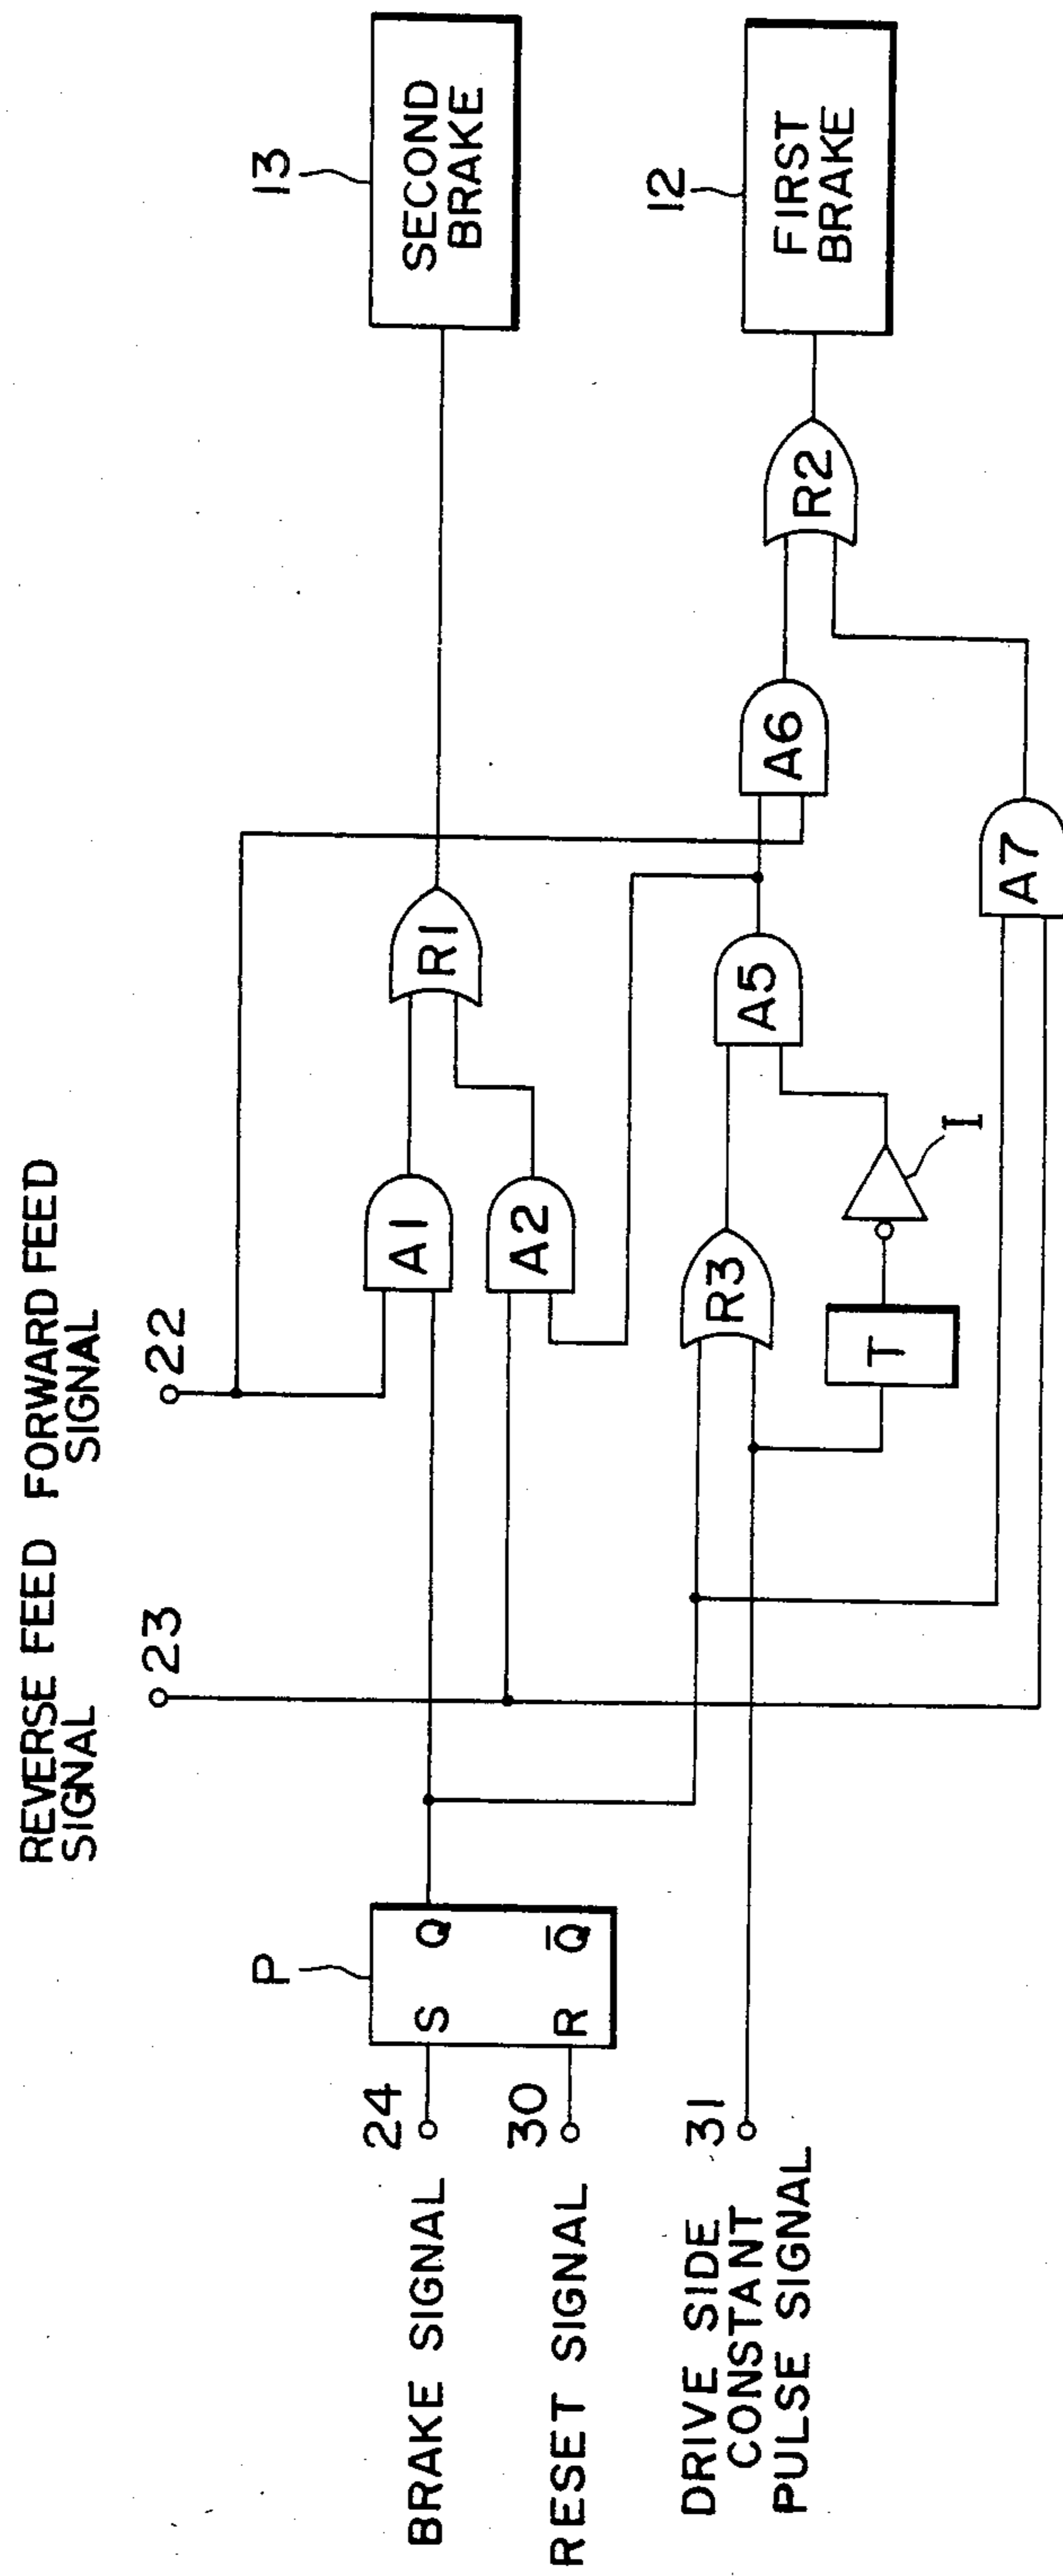 REVERSE FEED
SIGNAL
FORWARD FEED
SIGNAL
23
22
P
S
Q
R
Q̅
24
30
31
BRAKE SIGNAL
RESET SIGNAL
DRIVE SIDE
CONSTANT
PULSE SIGNAL
A1
A2
R1
R3
T
I
A5
A6
A7
R2
13
SECOND
BRAKE
12
FIRST
BRAKE